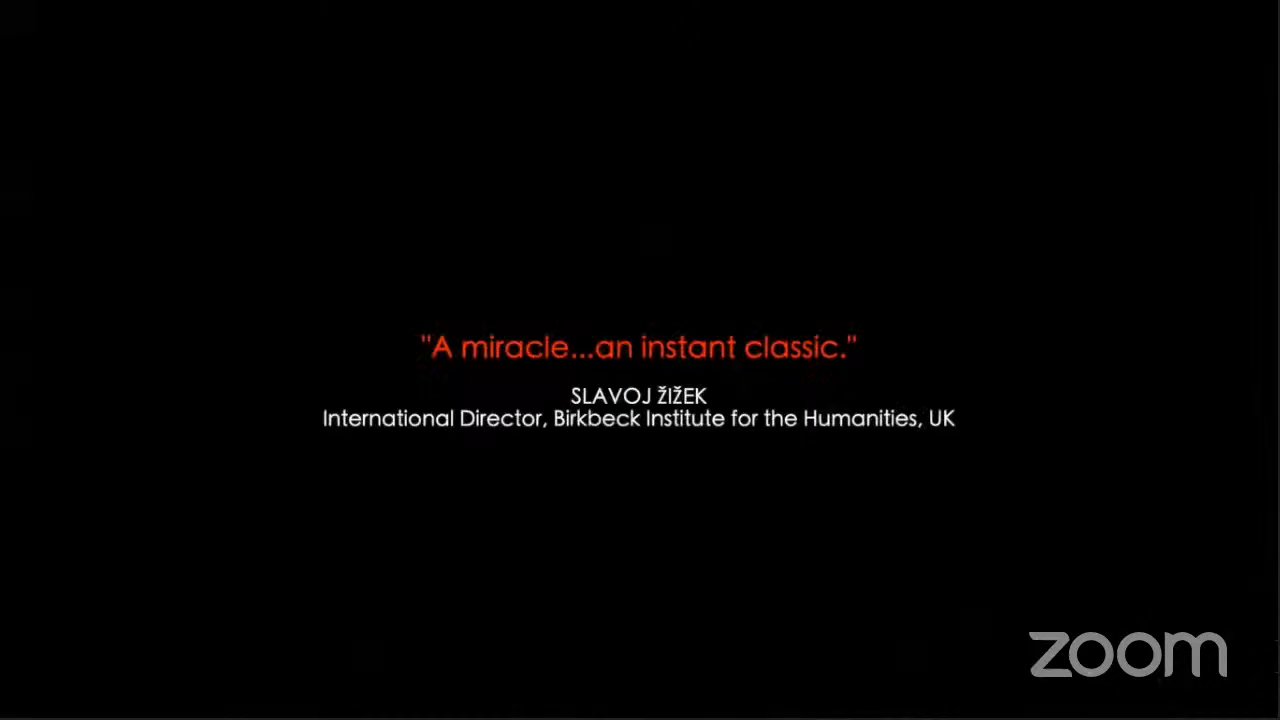 "A miracle...an instant classic."
SLAVOJ ŽIŽEK
International Director, Birkbeck Institute for the Humanities, UK
zoom